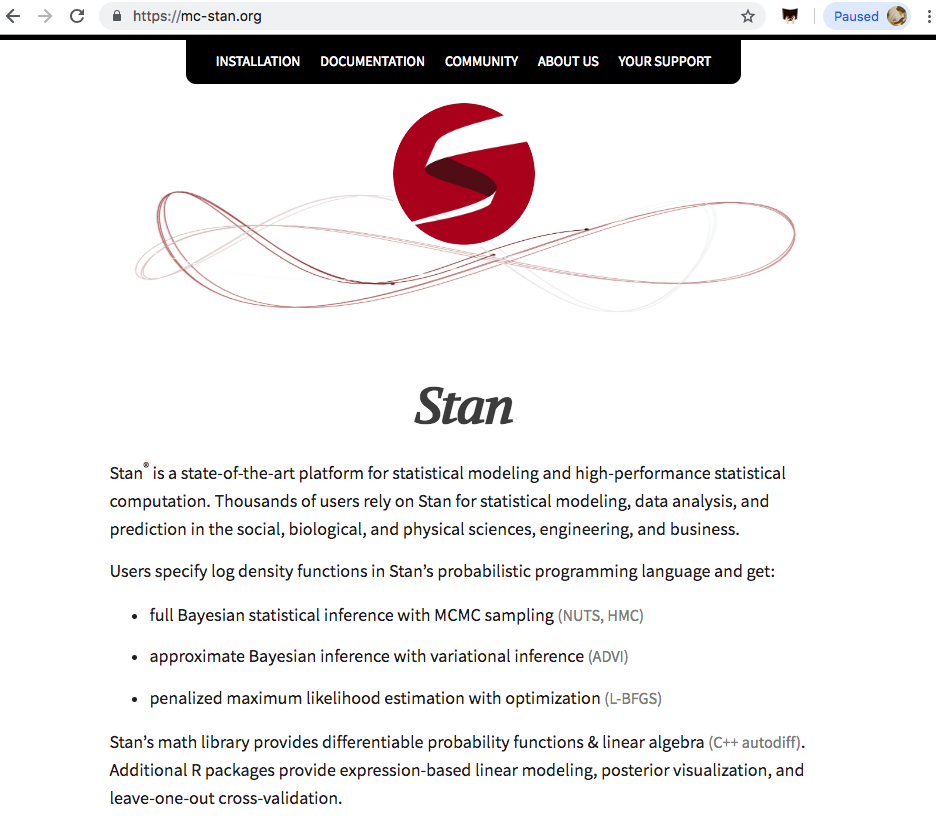 https://mc-stan.org
Paused
INSTALLATION DOCUMENTATION COMMUNITY ABOUT US YOUR SUPPORT
Stan
Stan® is a state-of-the-art platform for statistical modeling and high-performance statistical
computation. Thousands of users rely on Stan for statistical modeling, data analysis, and
prediction in the social, biological, and physical sciences, engineering, and business.
Users specify log density functions in Stan’s probabilistic programming language and get:
• full Bayesian statistical inference with MCMC sampling (NUTS, HMC)
• approximate Bayesian inference with variational inference (ADVI)
• penalized maximum likelihood estimation with optimization (L-BFGS)
Stan’s math library provides differentiable probability functions & linear algebra (C++ autodiff).
Additional R packages provide expression-based linear modeling, posterior visualization, and
leave-one-out cross-validation.